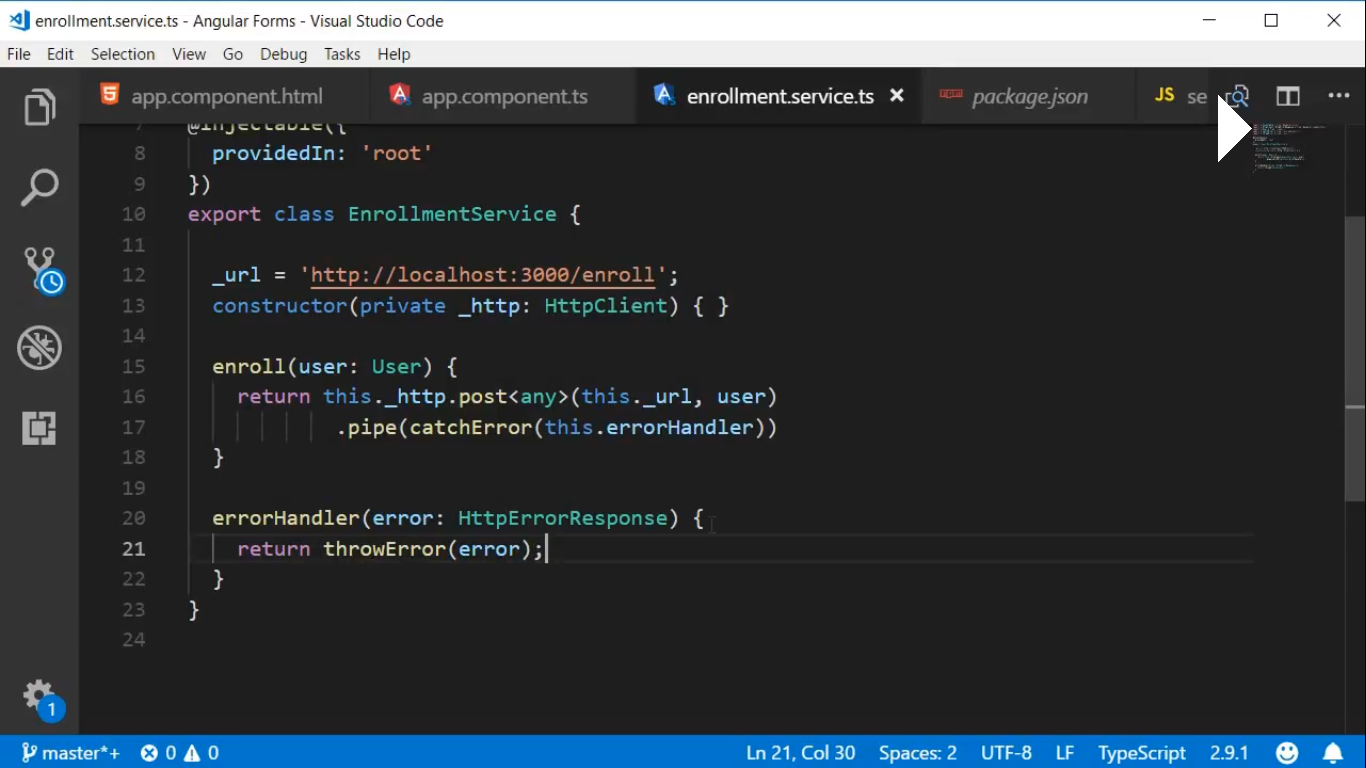 enrollment.service.ts - Angular Forms - Visual Studio Code
File Edit Selection View Go Debug Tasks Help
app.component.html app.component.ts enrollment.service.ts package.json JS se
7 @Injectable({
8 providedIn: 'root'
9 })
10 export class EnrollmentService {
11
12 _url = 'http://localhost:3000/enroll';
13 constructor(private _http: HttpClient) { }
14
15 enroll(user: User) {
16 return this._http.post<any>(this._url, user)
17 .pipe(catchError(this.errorHandler))
18 }
19
20 errorHandler(error: HttpErrorResponse) {
21 return throwError(error);
22 }
23 }
24
1
master*+ 0 0 Ln 21, Col 30 Spaces: 2 UTF-8 LF TypeScript 2.9.1